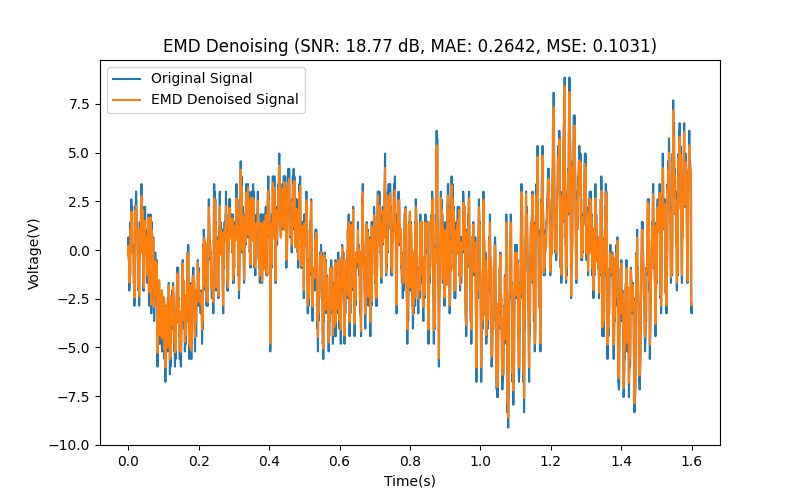 EMD Denoising (SNR: 18.77 dB, MAE: 0.2642, MSE: 0.1031)
Original Signal
EMD Denoised Signal
7.5
5.0
2.5
0.0
−2.5
−5.0
−7.5
−10.0
Voltage(V)
0.0 0.2 0.4 0.6 0.8 1.0 1.2 1.4 1.6
Time(s)